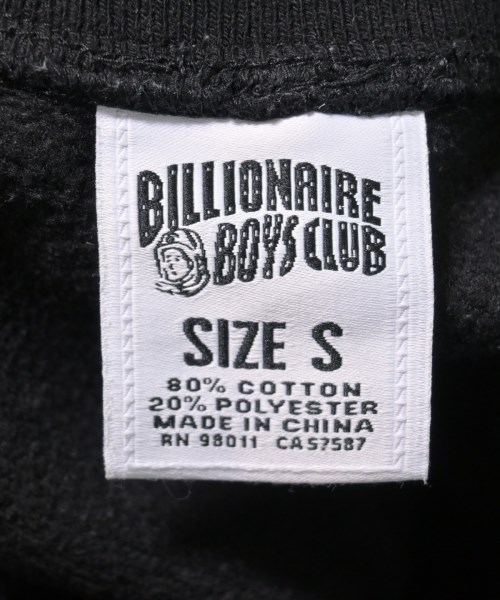 BILLIONAIRE
BOYS CLUB
SIZE S
80% COTTON
20% POLYESTER
MADE IN CHINA
RN 98011 CA57587